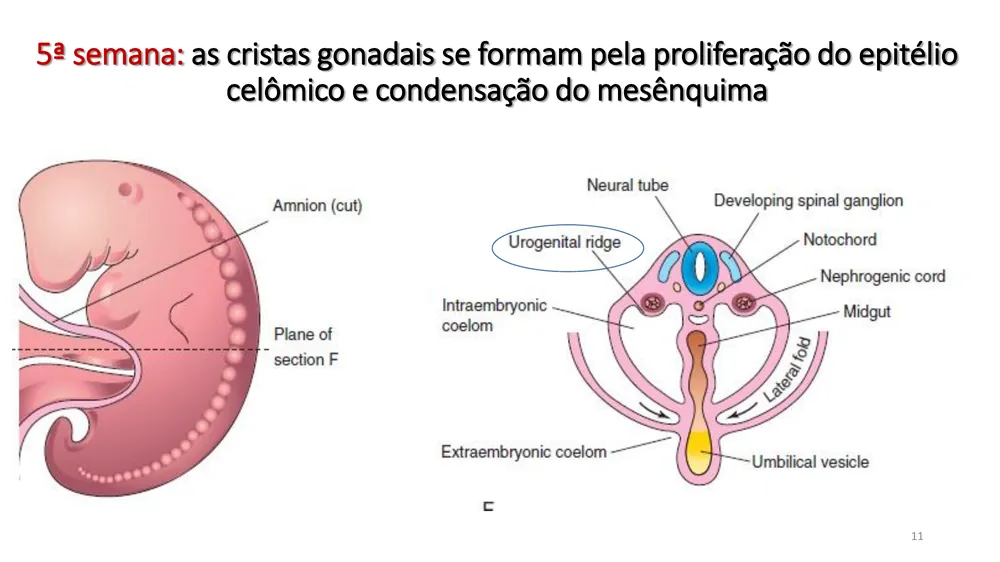 5ª semana: as cristas gonadais se formam pela proliferação do epitélio
celômico e condensação do mesênquima
Amnion (cut)
Plane of
section F
Neural tube
Developing spinal ganglion
Urogenital ridge
Notochord
Nephrogenic cord
Intraembryonic
coelom
Midgut
Lateral fold
Extraembryonic coelom
Umbilical vesicle
11